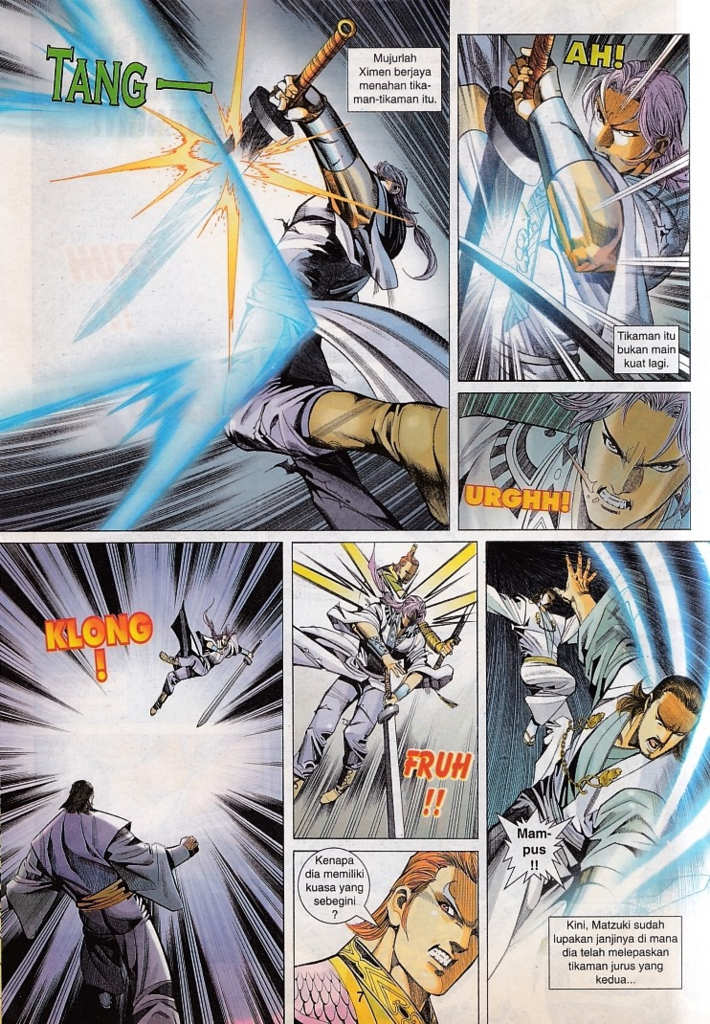 TANG—
Mujurlah
Ximen berjaya
menahan tika-
man-tikaman itu.
AH!
Tikaman itu
bukan main
kuat lagi.
URGHH!
KLONG
!
FRUH
!!
Kenapa
dia memiliki
kuasa yang
sebegini
?
Mam-
pus
!!
Kini, Matzuki sudah
lupakan janjinya di mana
dia telah melepaskan
tikaman jurus yang
kedua...
7